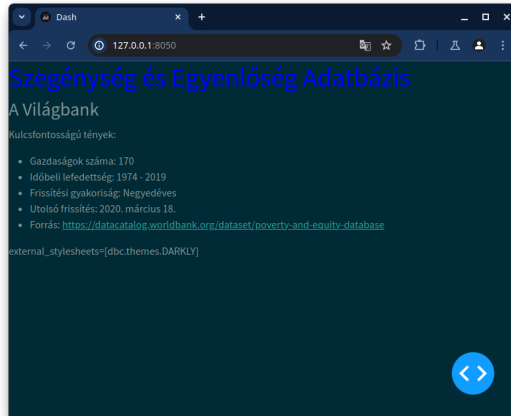 Dash
127.0.0.1:8050
Szegénység és Egyenlőség Adatbázis
A Világbank
Kulcsfontosságú tények:
Gazdaságok száma: 170
Időbeli lefedettség: 1974 - 2019
Frissítési gyakoriság: Negyedéves
Utolsó frissítés: 2020. március 18.
Forrás: https://datacatalog.worldbank.org/dataset/poverty-and-equity-database
external_stylesheets=[dbc.themes.DARKLY]